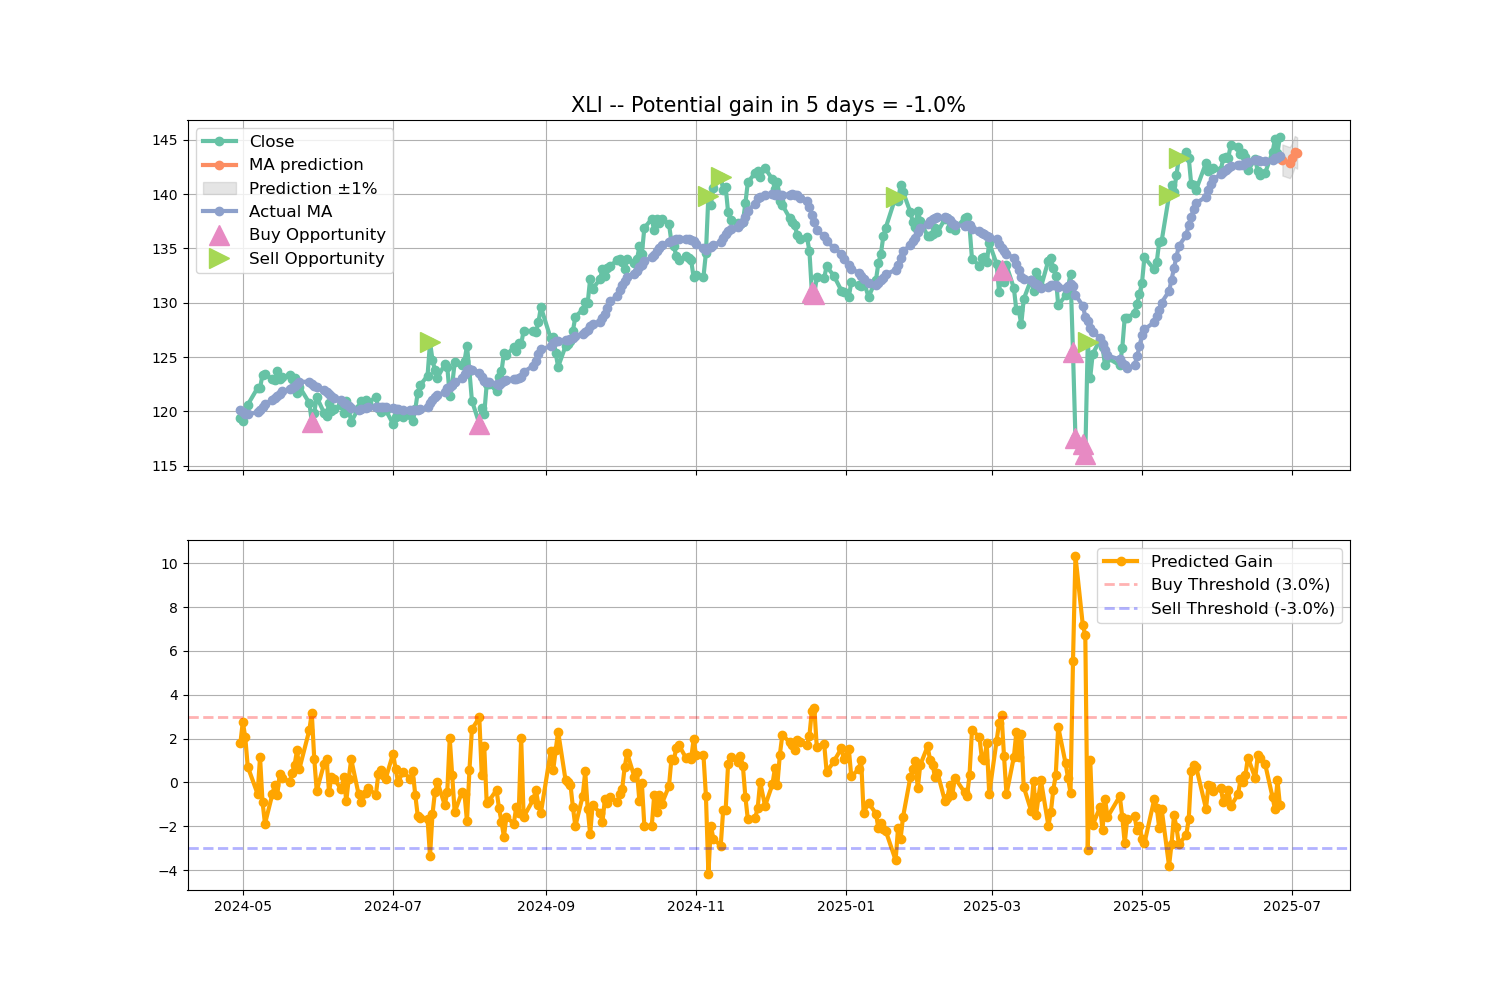 XLI -- Potential gain in 5 days = -1.0%
145
140
135
130
125
120
115
Close
MA prediction
Prediction ±1%
Actual MA
Buy Opportunity
Sell Opportunity
10
8
6
4
2
0
−2
−4
Predicted Gain
Buy Threshold (3.0%)
Sell Threshold (-3.0%)
2024-05
2024-07
2024-09
2024-11
2025-01
2025-03
2025-05
2025-07